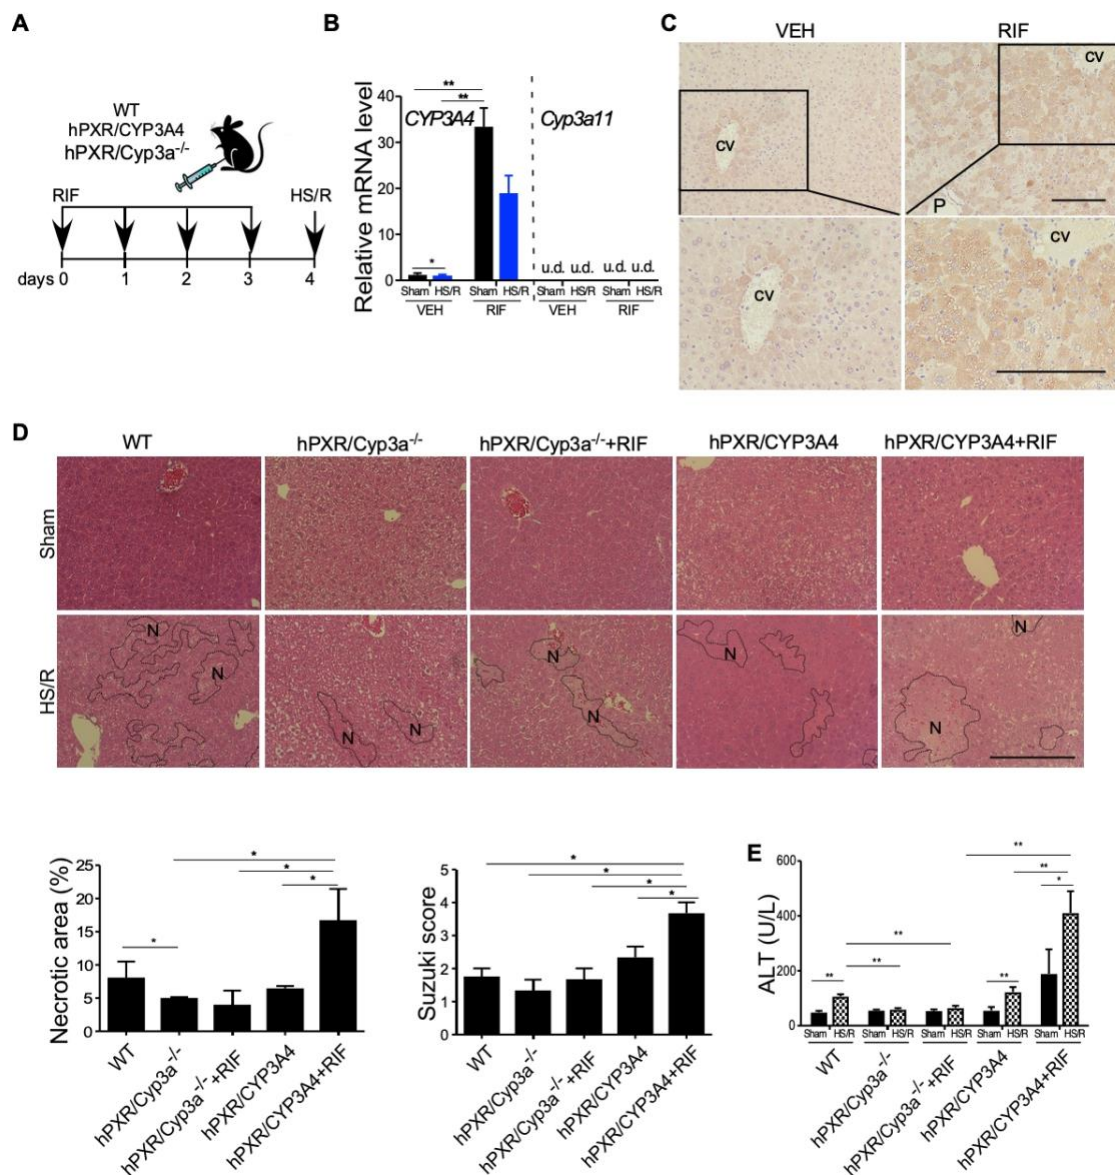 A
WT
hPXR/CYP3A4
hPXR/Cyp3a-/-
RIF
HS/R
days 0 1 2 3 4
B
Relative mRNA level
40
30
20
10
0
**
**
*
CYP3A4
Cyp3a11
u.d. u.d. u.d. u.d.
Sham HS/R Sham HS/R Sham HS/R Sham HS/R
VEH RIF VEH RIF
C
VEH RIF
CV
CV
P
CV
CV
D
WT hPXR/Cyp3a-/- hPXR/Cyp3a-/-+RIF hPXR/CYP3A4 hPXR/CYP3A4+RIF
Sham
HS/R
N N N N N N N N N
Necrotic area (%)
25
20
15
10
5
0
*
*
*
*
WT
hPXR/Cyp3a-/-
hPXR/Cyp3a-/-+RIF
hPXR/CYP3A4
hPXR/CYP3A4+RIF
Suzuki score
5
4
3
2
1
0
*
*
*
*
WT
hPXR/Cyp3a-/-
hPXR/Cyp3a-/-+RIF
hPXR/CYP3A4
hPXR/CYP3A4+RIF
E
ALT (U/L)
600
400
200
0
**
**
*
**
**
**
**
Sham HS/R Sham HS/R Sham HS/R Sham HS/R Sham HS/R
WT
hPXR/Cyp3a-/-
hPXR/Cyp3a-/-+RIF
hPXR/CYP3A4
hPXR/CYP3A4+RIF